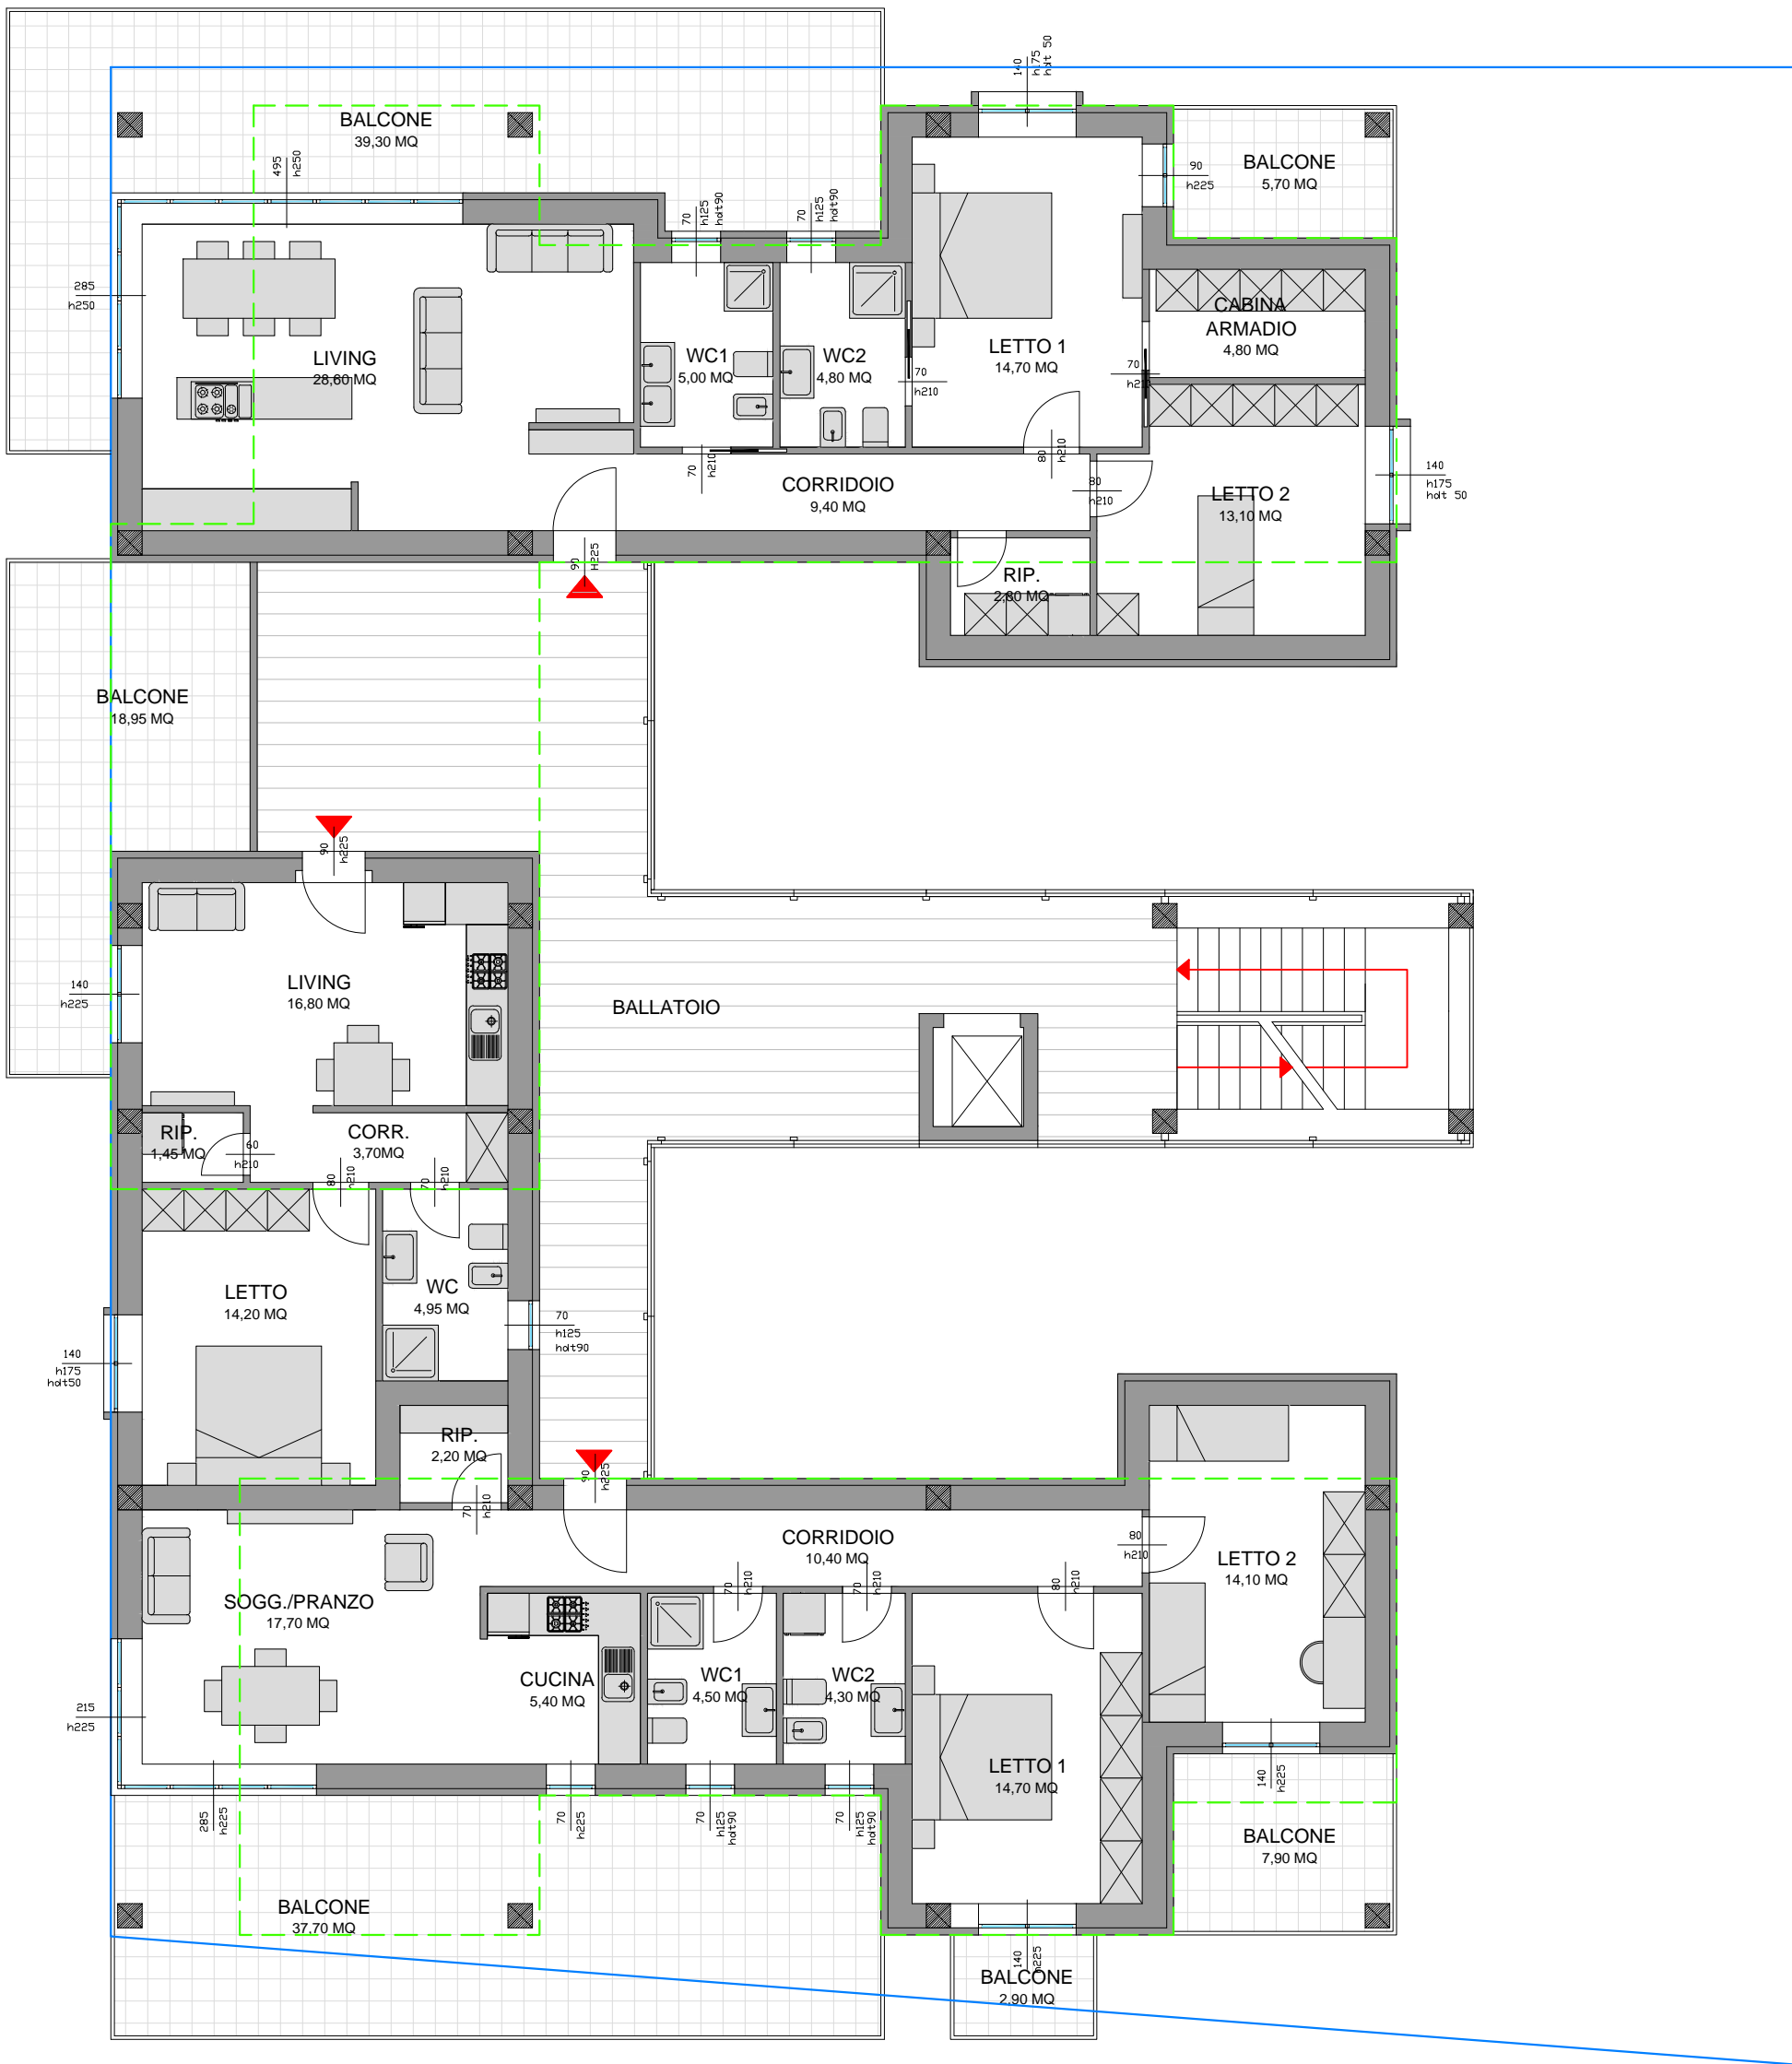 140
h175
hdt 50
BALCONE
39,30 MQ
495
h250
BALCONE
5,70 MQ
90
h225
70
h125
hdt90
70
h125
hdt90
285
h250
LIVING
28,60 MQ
WC1
5,00 MQ
WC2
4,80 MQ
LETTO 1
14,70 MQ
CABINA
ARMADIO
4,80 MQ
70
h210
70
h210
70
h210
80
h210
CORRIDOIO
9,40 MQ
80
h210
LETTO 2
13,10 MQ
140
h175
hdt 50
90
H225
RIP.
2,80 MQ
BALCONE
18,95 MQ
90
h225
LIVING
16,80 MQ
140
h225
BALLATOIO
RIP.
1,45 MQ
60
h210
CORR.
3,70MQ
80
h210
70
h210
LETTO
14,20 MQ
WC
4,95 MQ
70
h125
hdt90
140
h175
hdt50
RIP.
2,20 MQ
70
h210
90
h225
CORRIDOIO
10,40 MQ
80
h210
LETTO 2
14,10 MQ
SOGG./PRANZO
17,70 MQ
70
h210
70
h210
80
h210
CUCINA
5,40 MQ
WC1
4,50 MQ
WC2
4,30 MQ
215
h225
LETTO 1
14,70 MQ
285
h225
70
h225
70
h125
hdt90
70
h125
hdt90
140
h225
BALCONE
7,90 MQ
BALCONE
37,70 MQ
140
h225
BALCONE
2,90 MQ